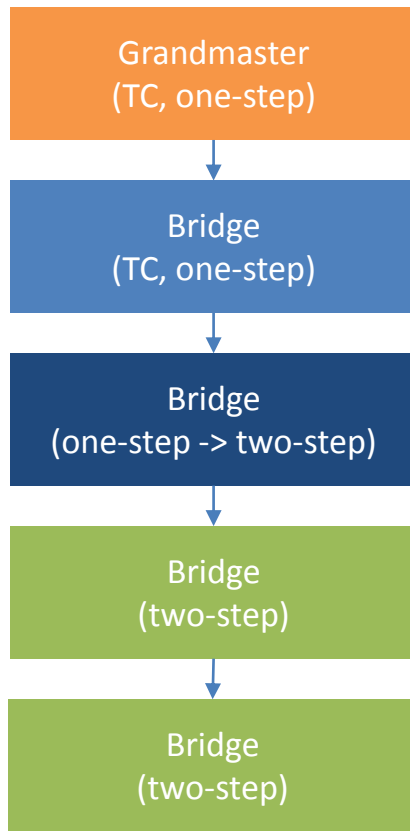 Grandmaster
(TC, one-step)
Bridge
(TC, one-step)
Bridge
(one-step -> two-step)
Bridge
(two-step)
Bridge
(two-step)